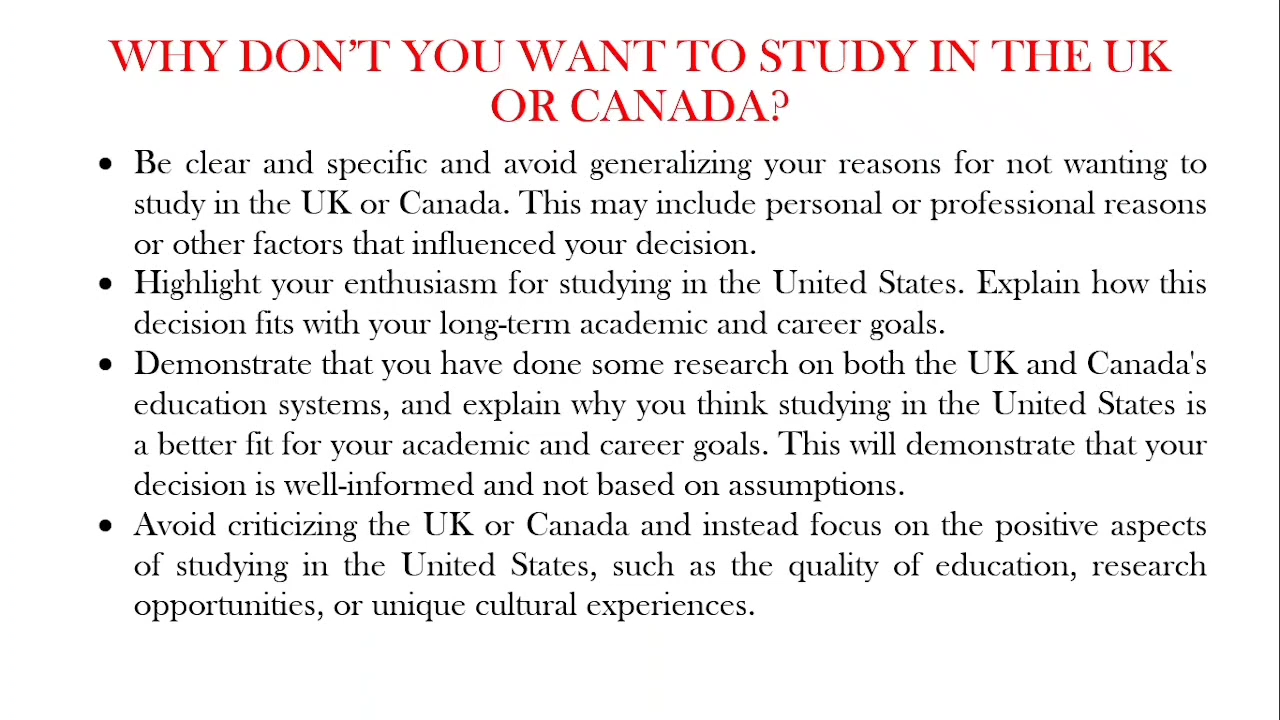 WHY DON’T YOU WANT TO STUDY IN THE UK
OR CANADA?
• Be clear and specific and avoid generalizing your reasons for not wanting to
study in the UK or Canada. This may include personal or professional reasons
or other factors that influenced your decision.
• Highlight your enthusiasm for studying in the United States. Explain how this
decision fits with your long-term academic and career goals.
• Demonstrate that you have done some research on both the UK and Canada's
education systems, and explain why you think studying in the United States is
a better fit for your academic and career goals. This will demonstrate that your
decision is well-informed and not based on assumptions.
• Avoid criticizing the UK or Canada and instead focus on the positive aspects
of studying in the United States, such as the quality of education, research
opportunities, or unique cultural experiences.